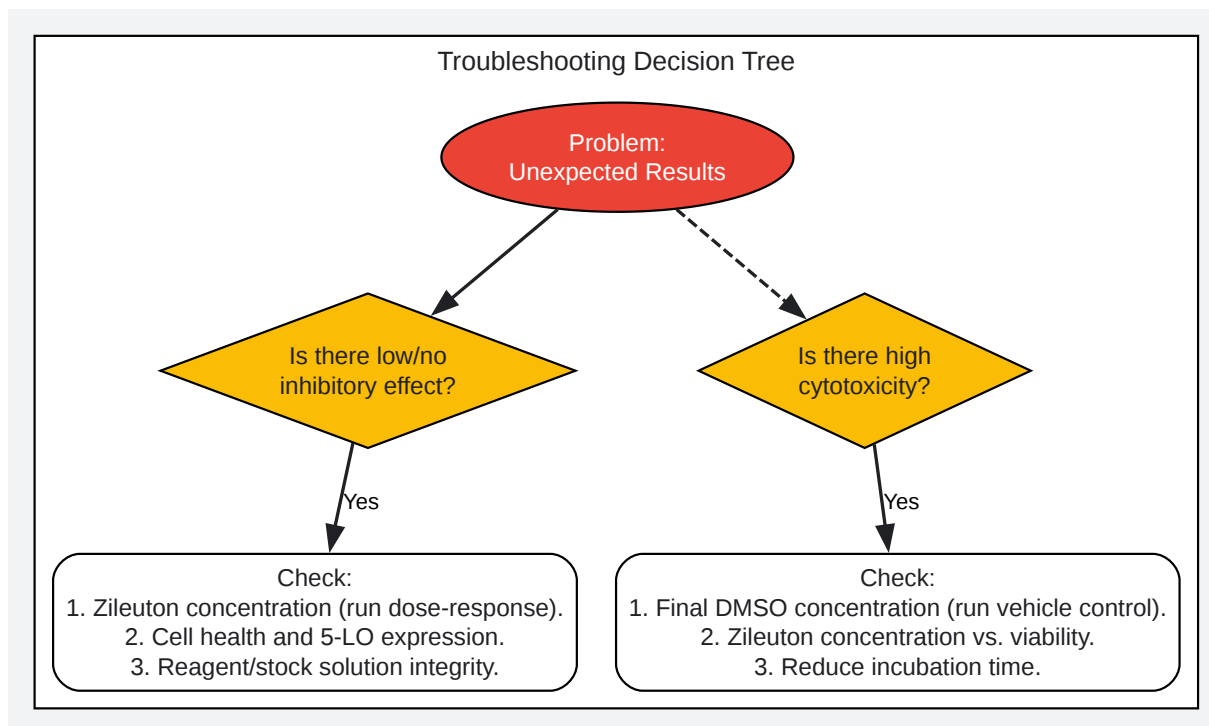 Troubleshooting Decision Tree
Problem:
Unexpected Results
Is there low/no
inhibitory effect?
Is there high
cytotoxicity?
Yes
Yes
Check:
1. Zileuton concentration (run dose-response).
2. Cell health and 5-LO expression.
3. Reagent/stock solution integrity.
Check:
1. Final DMSO concentration (run vehicle control).
2. Zileuton concentration vs. viability.
3. Reduce incubation time.